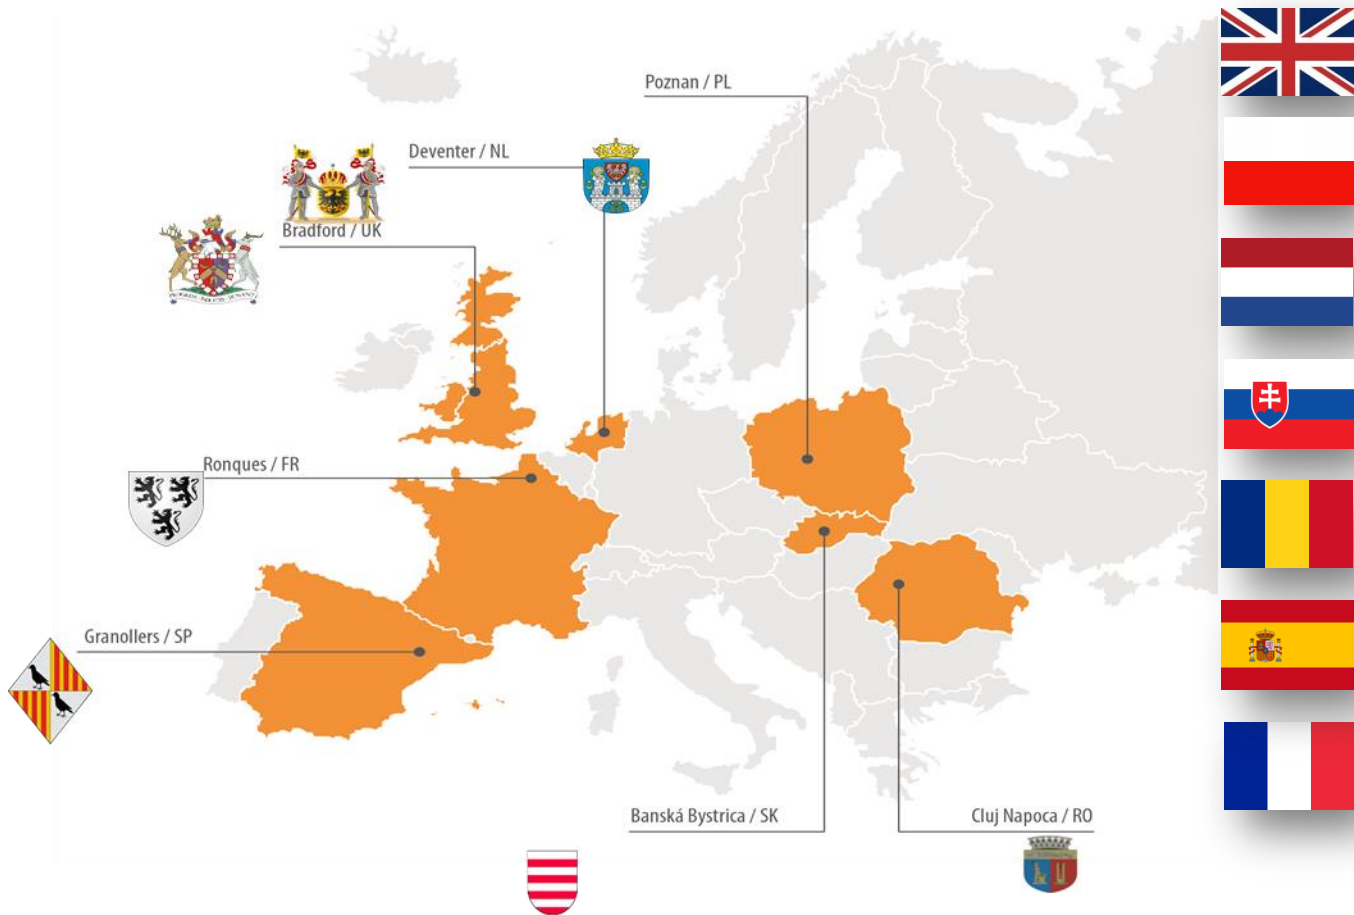 Poznan / PL
Deventer / NL
Bradford / UK
Ronques / FR
Granollers / SP
Banská Bystrica / SK
Cluj Napoca / RO